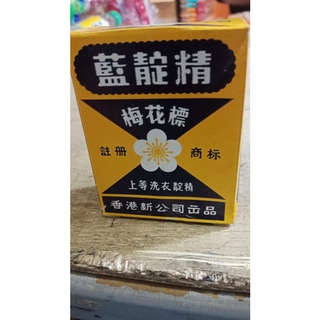 藍靛精
梅花標
註册 商标
上等洗衣靛精
香港新公司出品